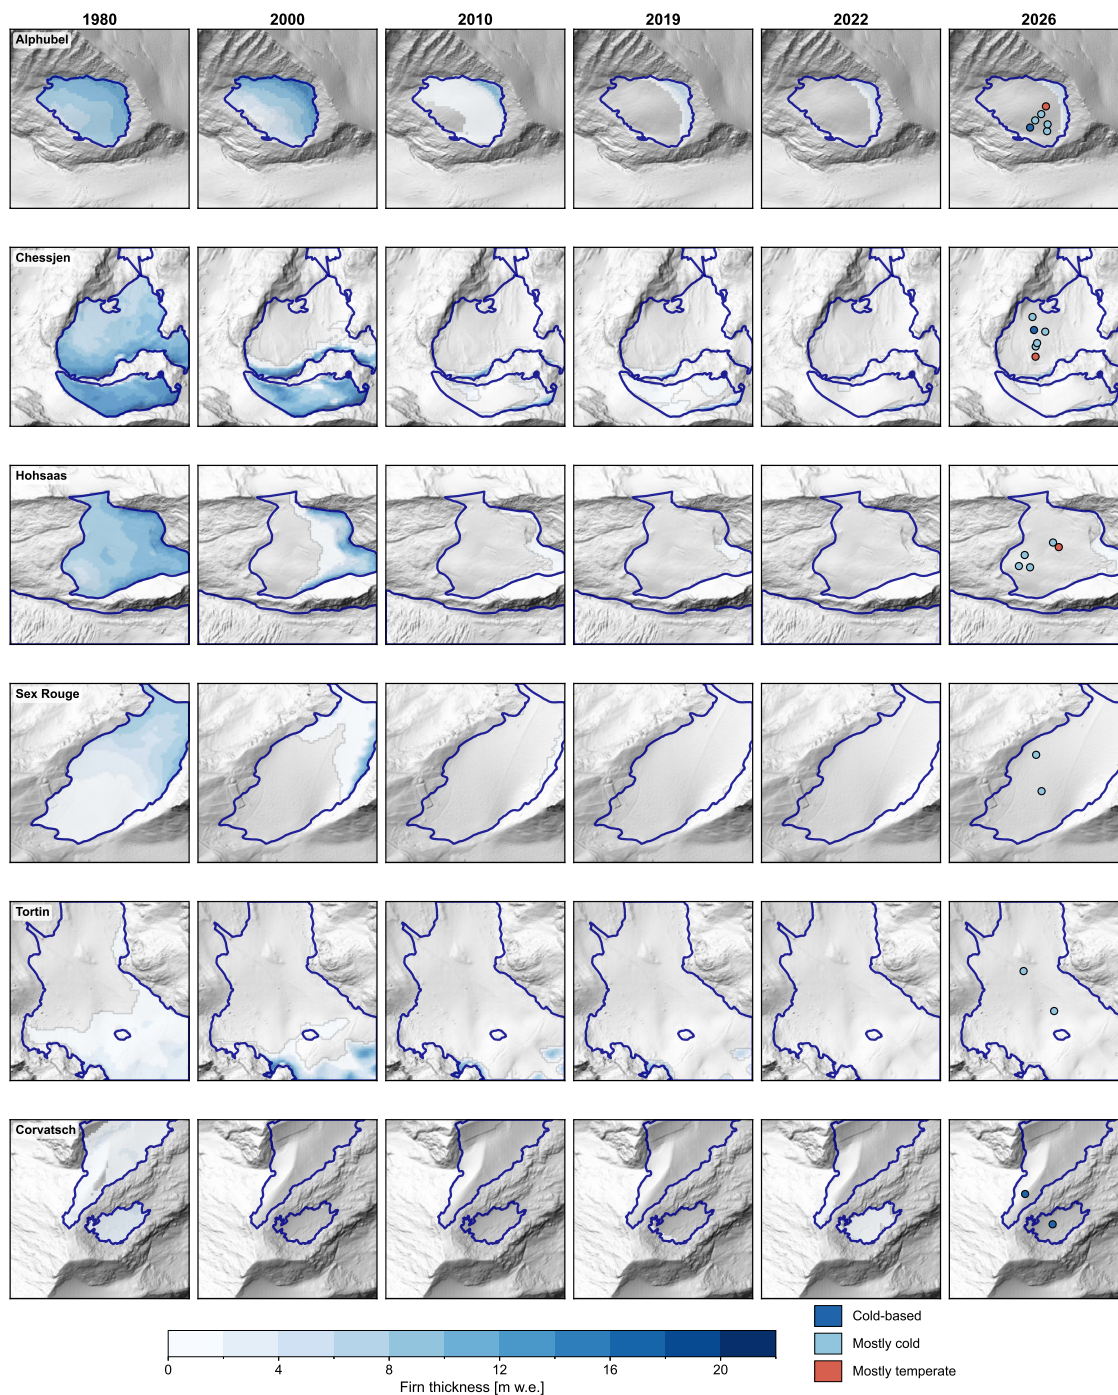 1980 2000 2010 2019 2022 2026
Alphubel
Chessjen
Hohsaas
Sex Rouge
Tortin
Corvatsch
Cold-based
Mostly cold
Mostly temperate
0 4 8 12 16 20
Firn thickness [m w.e.]